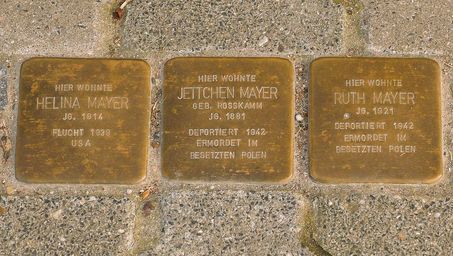 HIER WOHNTE
HELINA MAYER
JG. 1914
FLUCHT 1939
USA
HIER WOHNTE
JETTCHEN MAYER
GEB. ROSSKAMM
JG. 1881
DEPORTIERT 1942
ERMORDET IM
BESETZTEN POLEN
HIER WOHNTE
RUTH MAYER
JG. 1921
DEPORTIERT 1942
ERMORDET IM
BESETZTEN POLEN